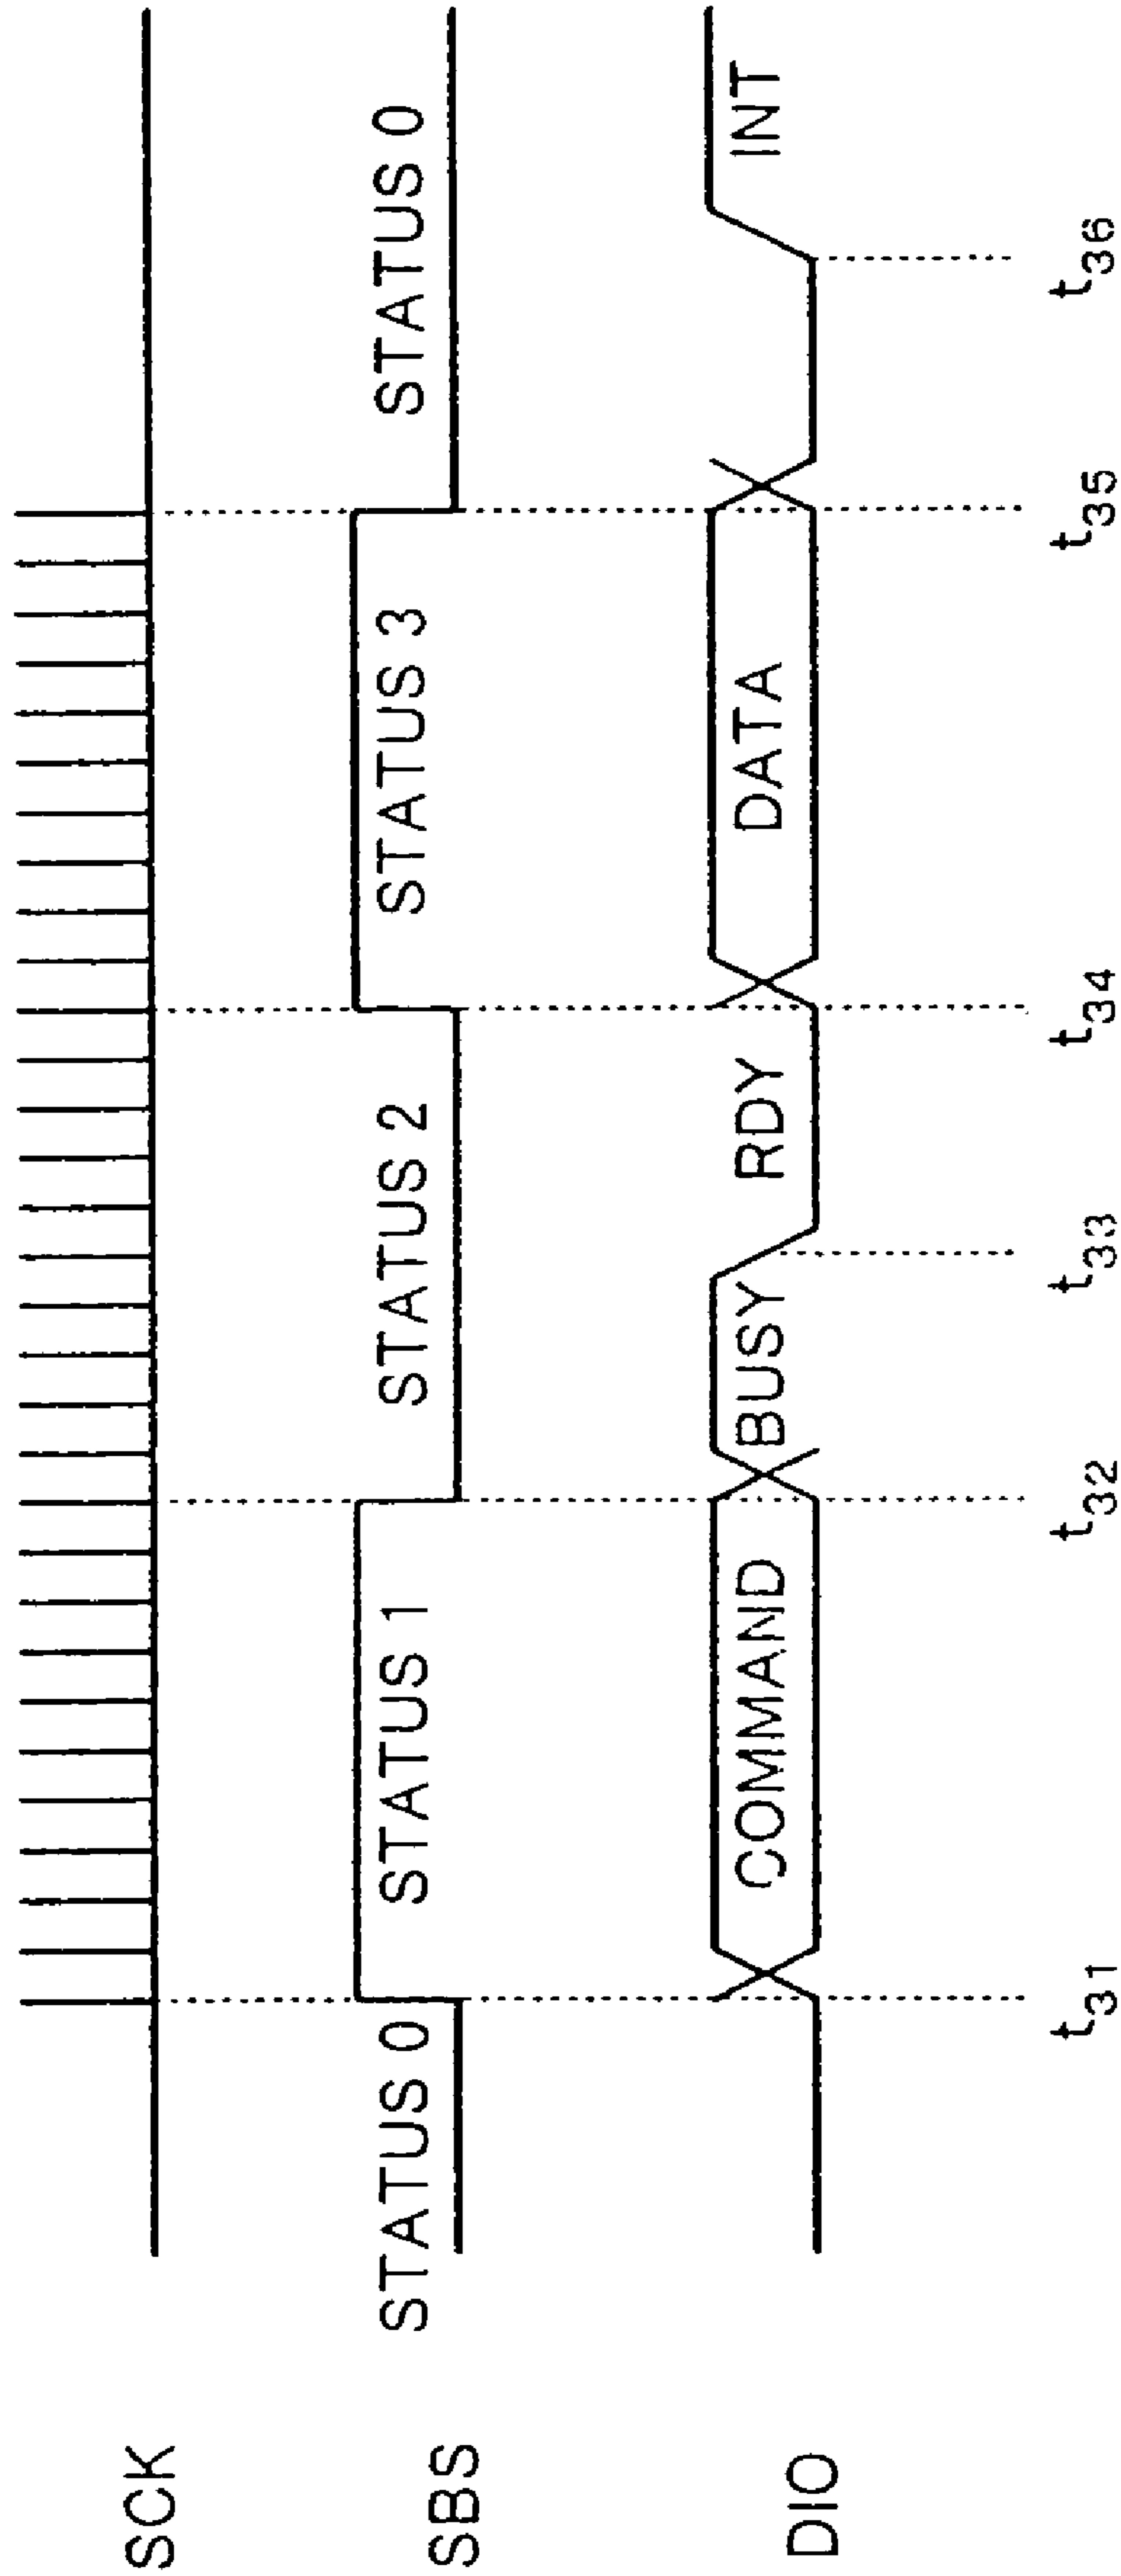 SCK
SBS
STATUS 0
STATUS 1
STATUS 2
STATUS 3
STATUS 0
DIO
COMMAND
BUSY
RDY
DATA
INT
t31
t32
t33
t34
t35
t36